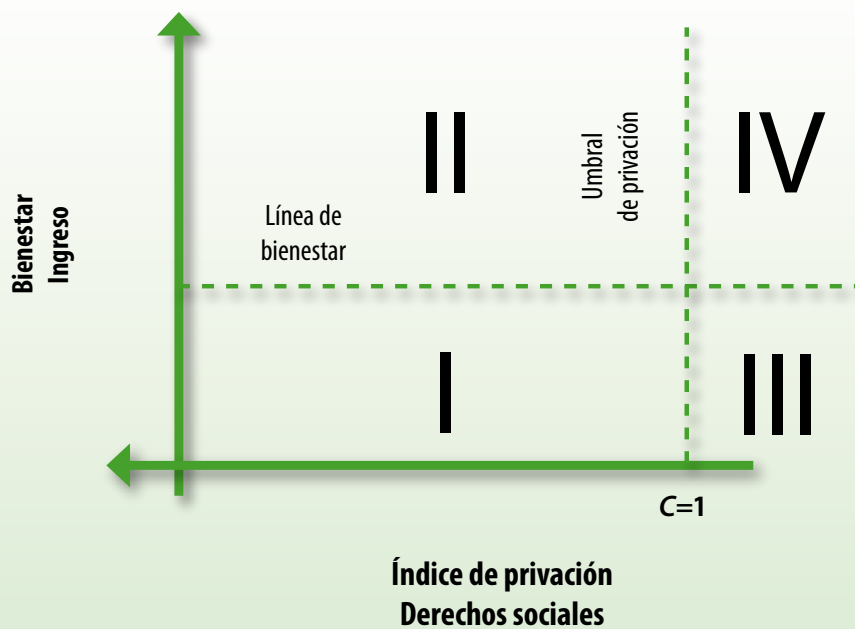 II
IV
Umbral
de privación
Línea de
bienestar
Bienestar
Ingreso
I
III
C=1
Índice de privación
Derechos sociales